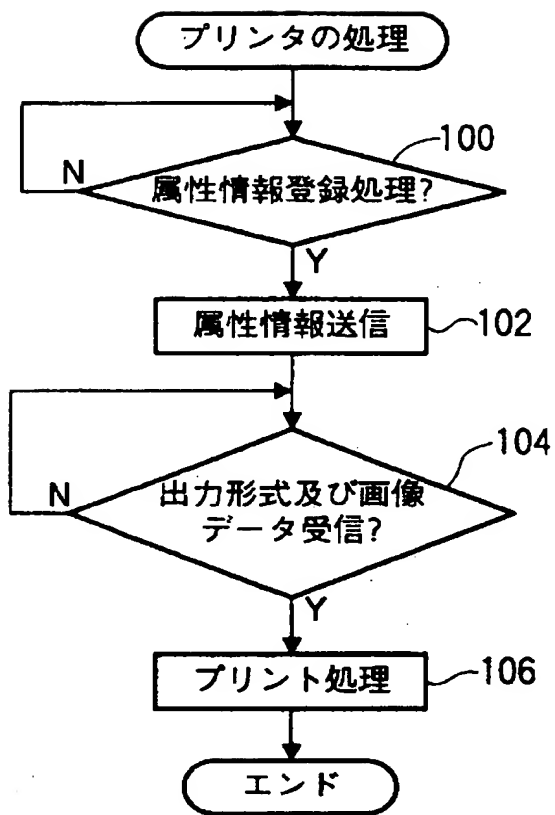 プリンタの処理
100
N
属性情報登録処理?
Y
属性情報送信
102
104
N
出力形式及び画像
データ受信?
Y
プリント処理
106
エンド